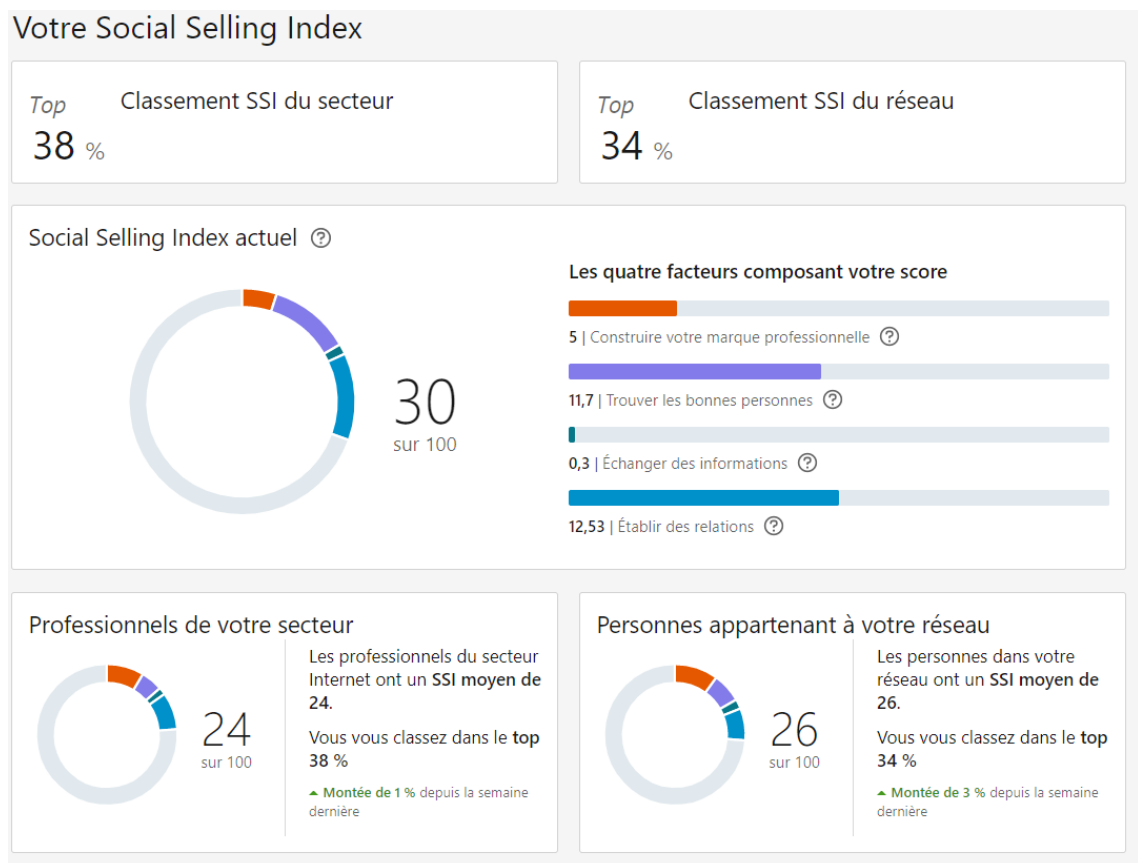 Votre Social Selling Index
Top
Classement SSI du secteur
38 %
Top
Classement SSI du réseau
34 %
Social Selling Index actuel ?
30
sur 100
Les quatre facteurs composant votre score
5 | Construire votre marque professionnelle ?
11,7 | Trouver les bonnes personnes ?
0,3 | Échanger des informations ?
12,53 | Établir des relations ?
Professionnels de votre secteur
24
sur 100
Les professionnels du secteur
Internet ont un SSI moyen de
24.
Vous vous classez dans le top
38 %
Montée de 1 % depuis la semaine
dernière
Personnes appartenant à votre réseau
26
sur 100
Les personnes dans votre
réseau ont un SSI moyen de
26.
Vous vous classez dans le top
34 %
Montée de 3 % depuis la semaine
dernière